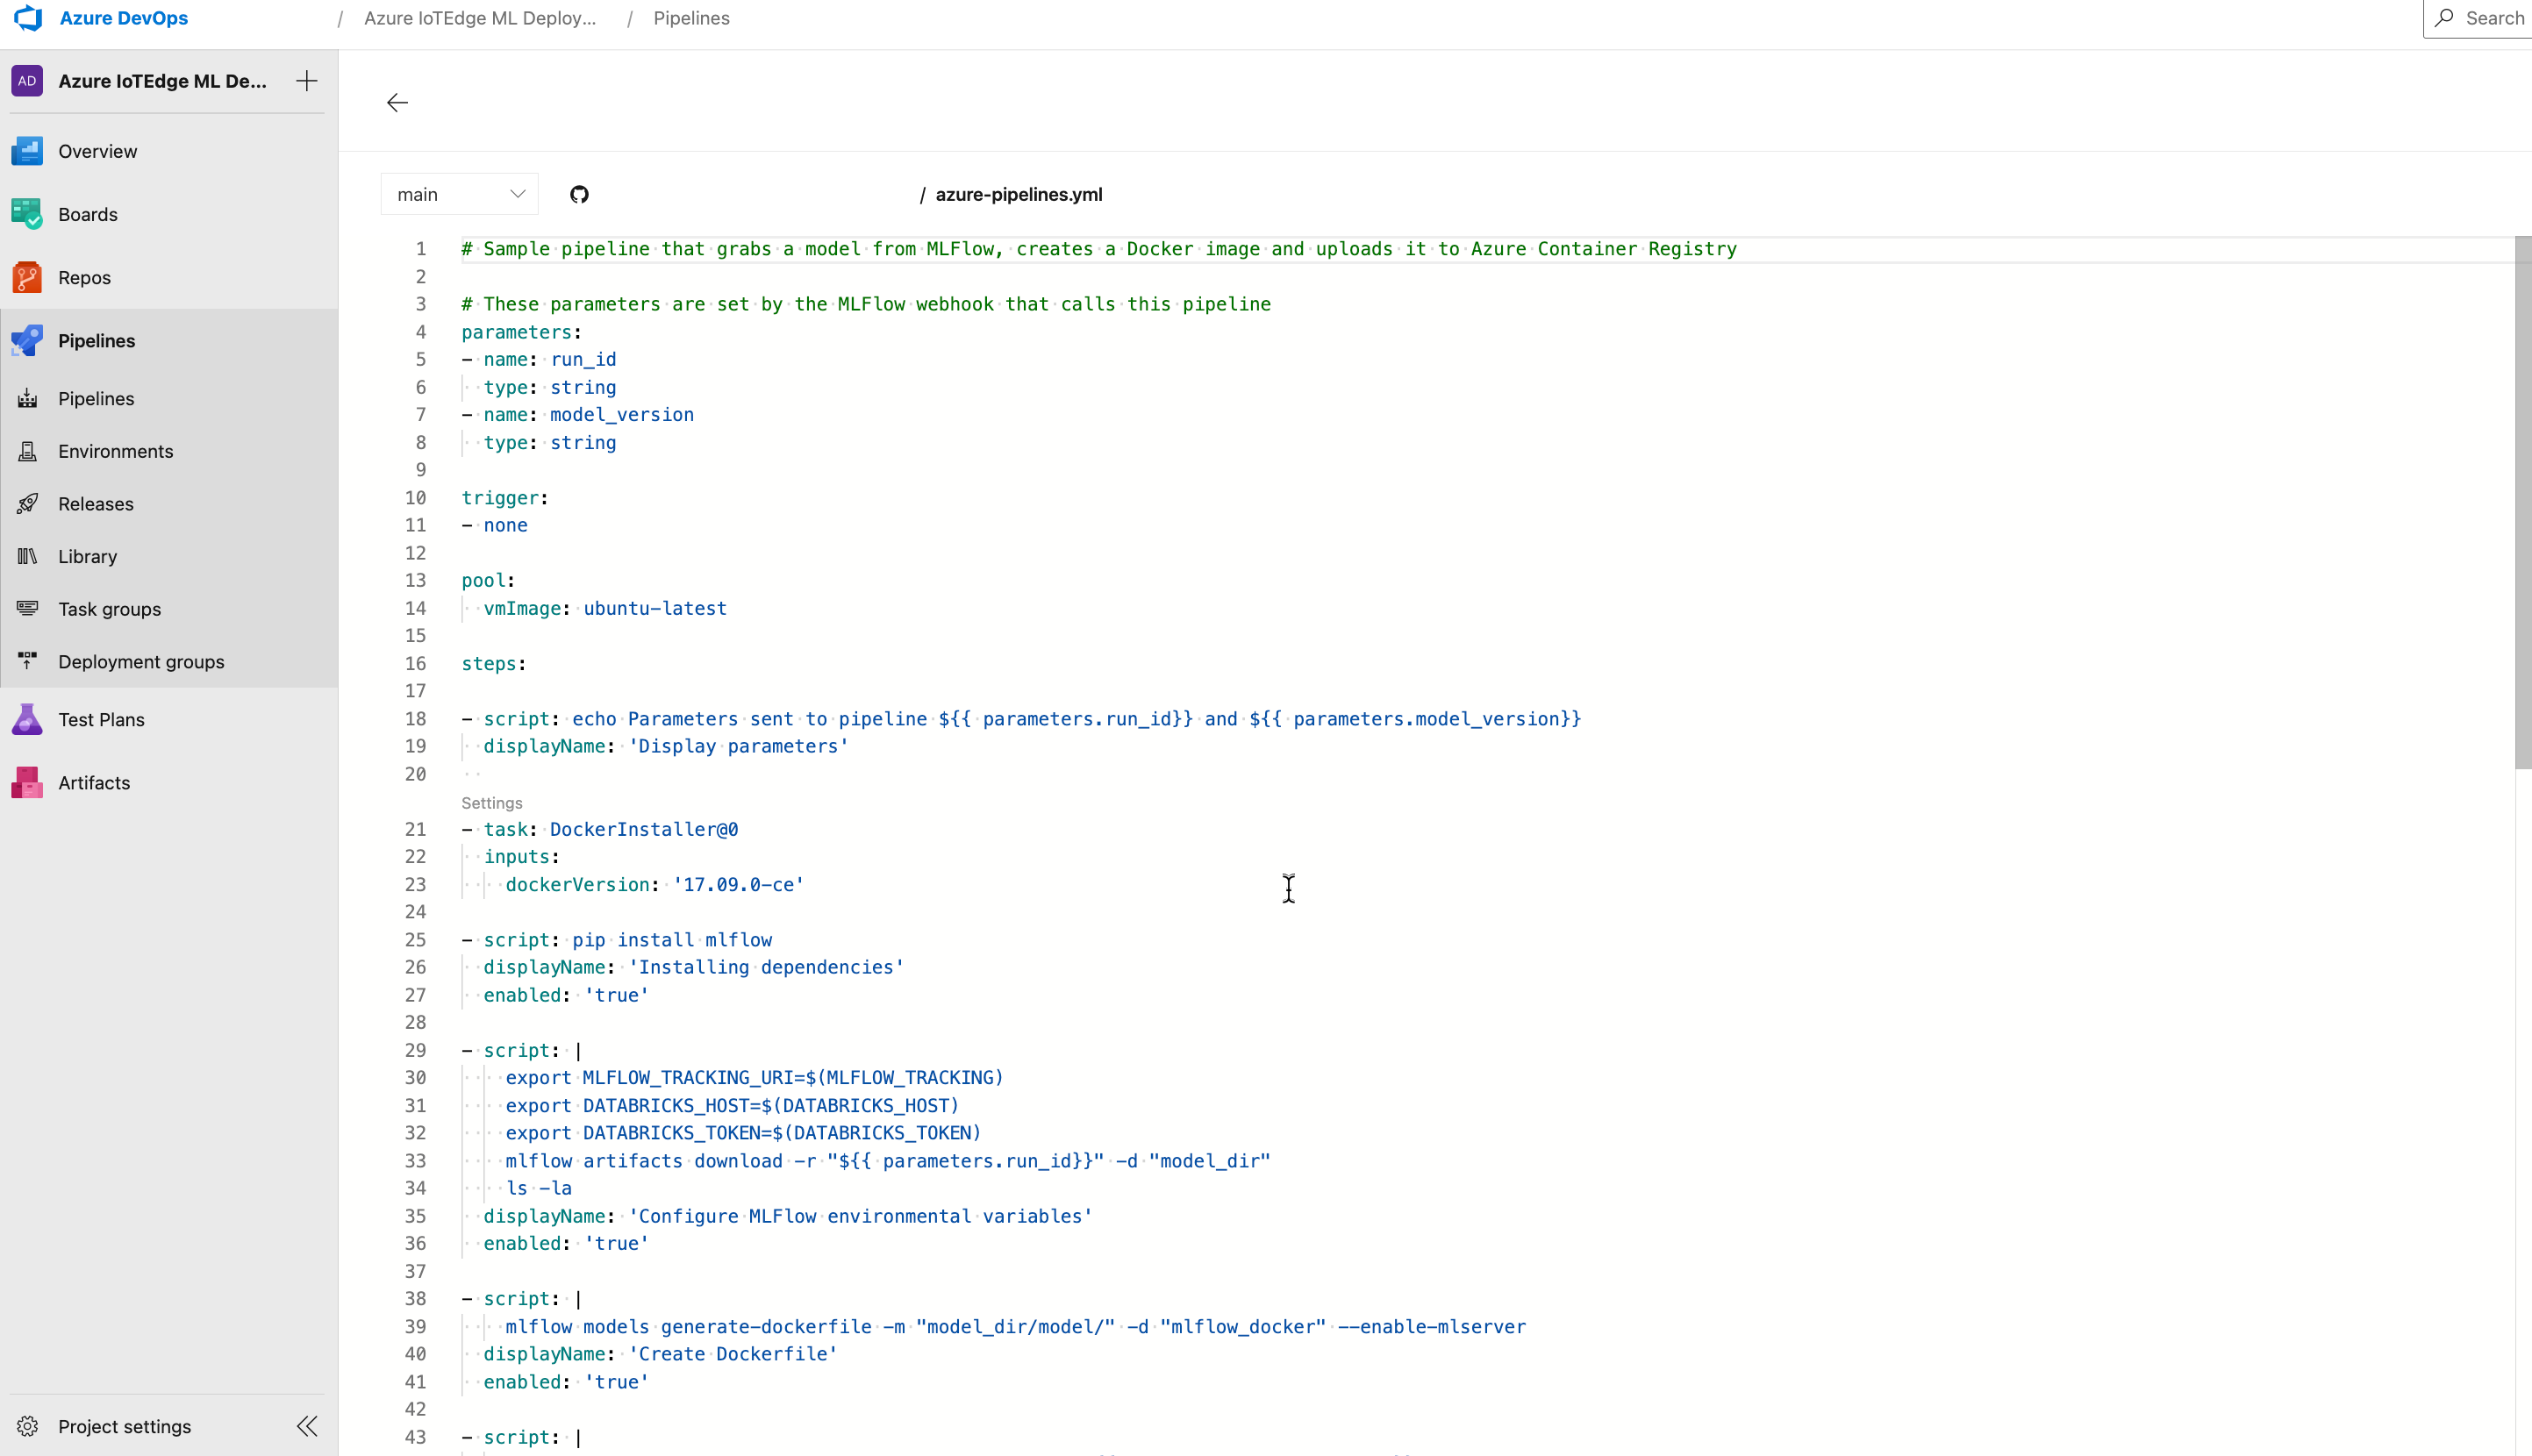 Azure DevOps / Azure IoTEdge ML Deploy... / Pipelines Search
AD Azure IoTEdge ML De...
Overview
Boards
Repos
Pipelines
Pipelines
Environments
Releases
Library
Task groups
Deployment groups
Test Plans
Artifacts
Project settings
main / azure-pipelines.yml
1 # Sample pipeline that grabs a model from MLFlow, creates a Docker image and uploads it to Azure Container Registry
2
3 # These parameters are set by the MLFlow webhook that calls this pipeline
4 parameters:
5 - name: run_id
6   type: string
7 - name: model_version
8   type: string
9
10 trigger:
11 - none
12
13 pool:
14   vmImage: ubuntu-latest
15
16 steps:
17
18 - script: echo Parameters sent to pipeline ${{ parameters.run_id}} and ${{ parameters.model_version}}
19   displayName: 'Display parameters'
20
Settings
21 - task: DockerInstaller@0
22   inputs:
23     dockerVersion: '17.09.0-ce'
24
25 - script: pip install mlflow
26   displayName: 'Installing dependencies'
27   enabled: 'true'
28
29 - script: |
30     export MLFLOW_TRACKING_URI=$(MLFLOW_TRACKING)
31     export DATABRICKS_HOST=$(DATABRICKS_HOST)
32     export DATABRICKS_TOKEN=$(DATABRICKS_TOKEN)
33     mlflow artifacts download -r "${{ parameters.run_id}}" -d "model_dir"
34     ls -la
35   displayName: 'Configure MLFlow environmental variables'
36   enabled: 'true'
37
38 - script: |
39     mlflow models generate-dockerfile -m "model_dir/model/" -d "mlflow_docker" --enable-mlserver
40   displayName: 'Create Dockerfile'
41   enabled: 'true'
42
43 - script: |